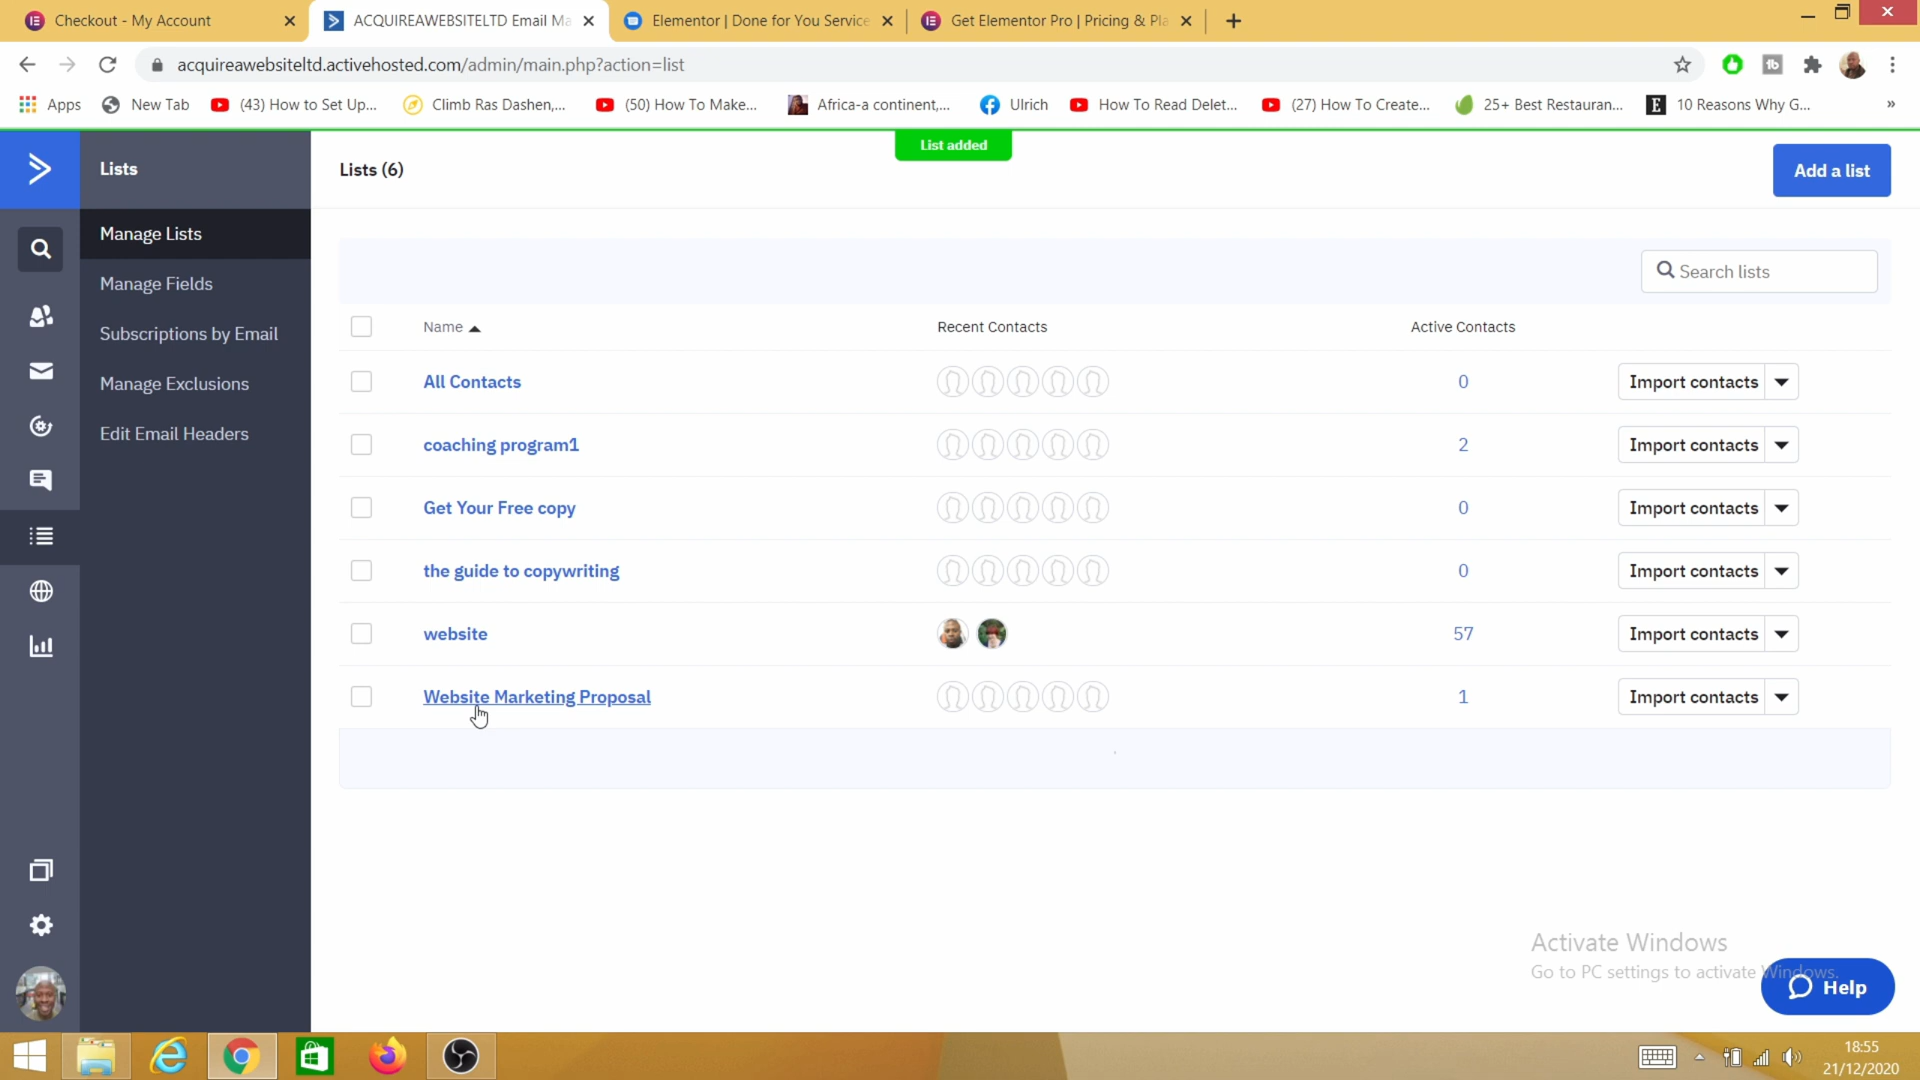 Checkout - My Account
ACQUIREAWEBSITELTD Email Ma
Elementor | Done for You Service
Get Elementor Pro | Pricing & Pla
acquireawebsiteltd.activehosted.com/admin/main.php?action=list
Apps
New Tab
(43) How to Set Up...
Climb Ras Dashen,...
(50) How To Make...
Africa-a continent,...
Ulrich
How To Read Delet...
(27) How To Create...
25+ Best Restauran...
10 Reasons Why G...
»
Lists
Manage Lists
Manage Fields
Subscriptions by Email
Manage Exclusions
Edit Email Headers
List added
Lists (6)
Add a list
Search lists
Name
Recent Contacts
Active Contacts
All Contacts
0
Import contacts
coaching program1
2
Import contacts
Get Your Free copy
0
Import contacts
the guide to copywriting
0
Import contacts
website
57
Import contacts
Website Marketing Proposal
1
Import contacts
Activate Windows
Go to PC settings to activate Windows.
Help
18:55
21/12/2020